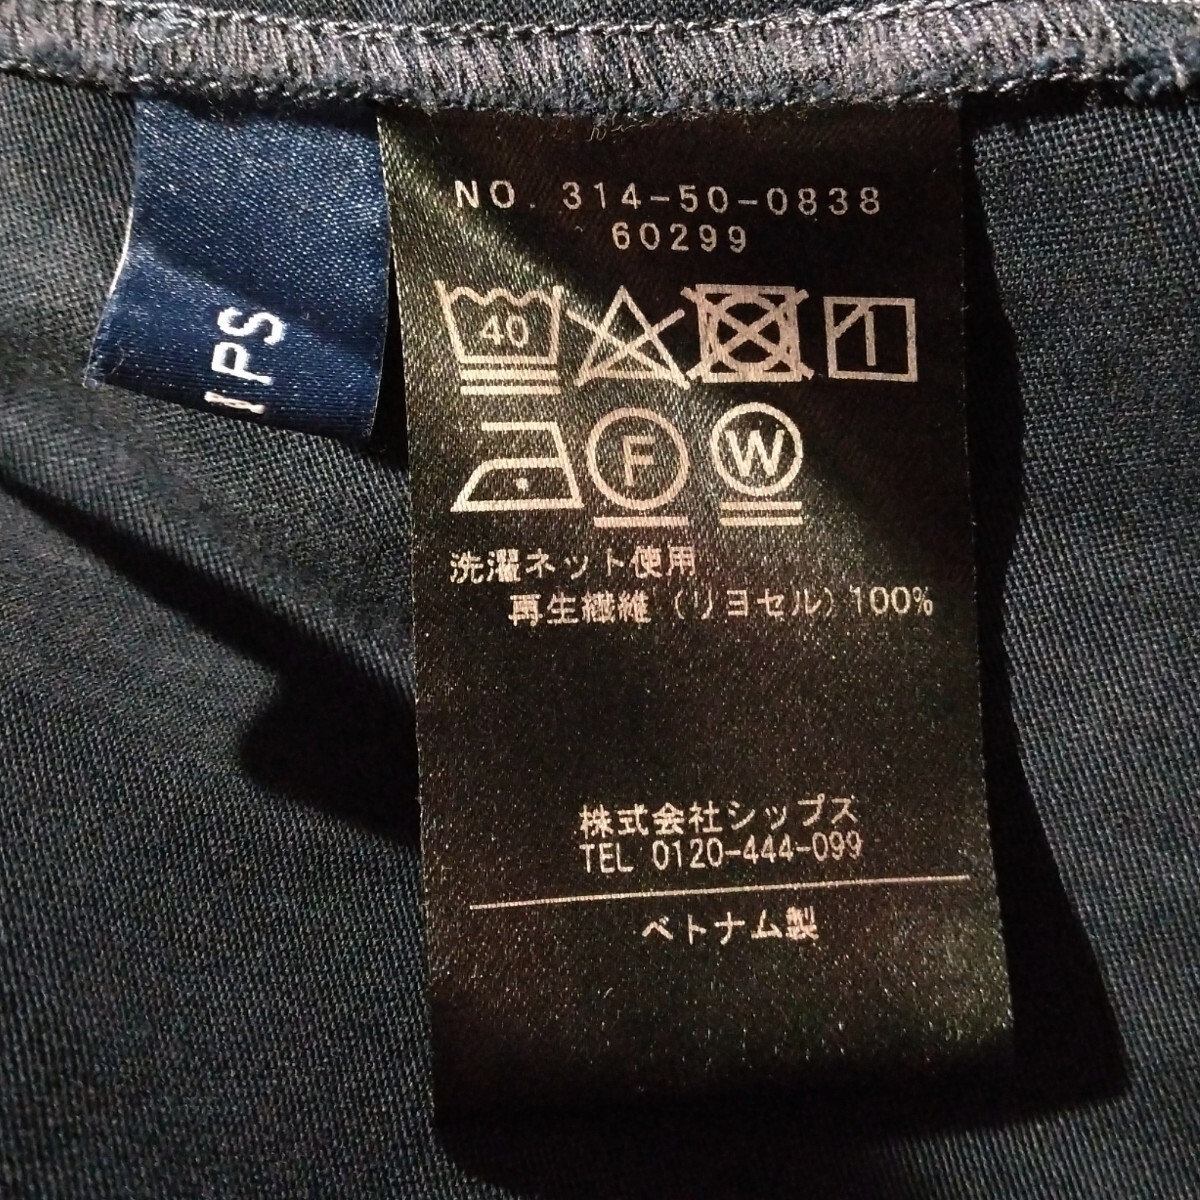 NO. 314-50-0838
60299
40
F W
洗濯ネット使用
再生繊維（リヨセル）100%
株式会社シップス
TEL 0120-444-099
ベトナム製
IPS